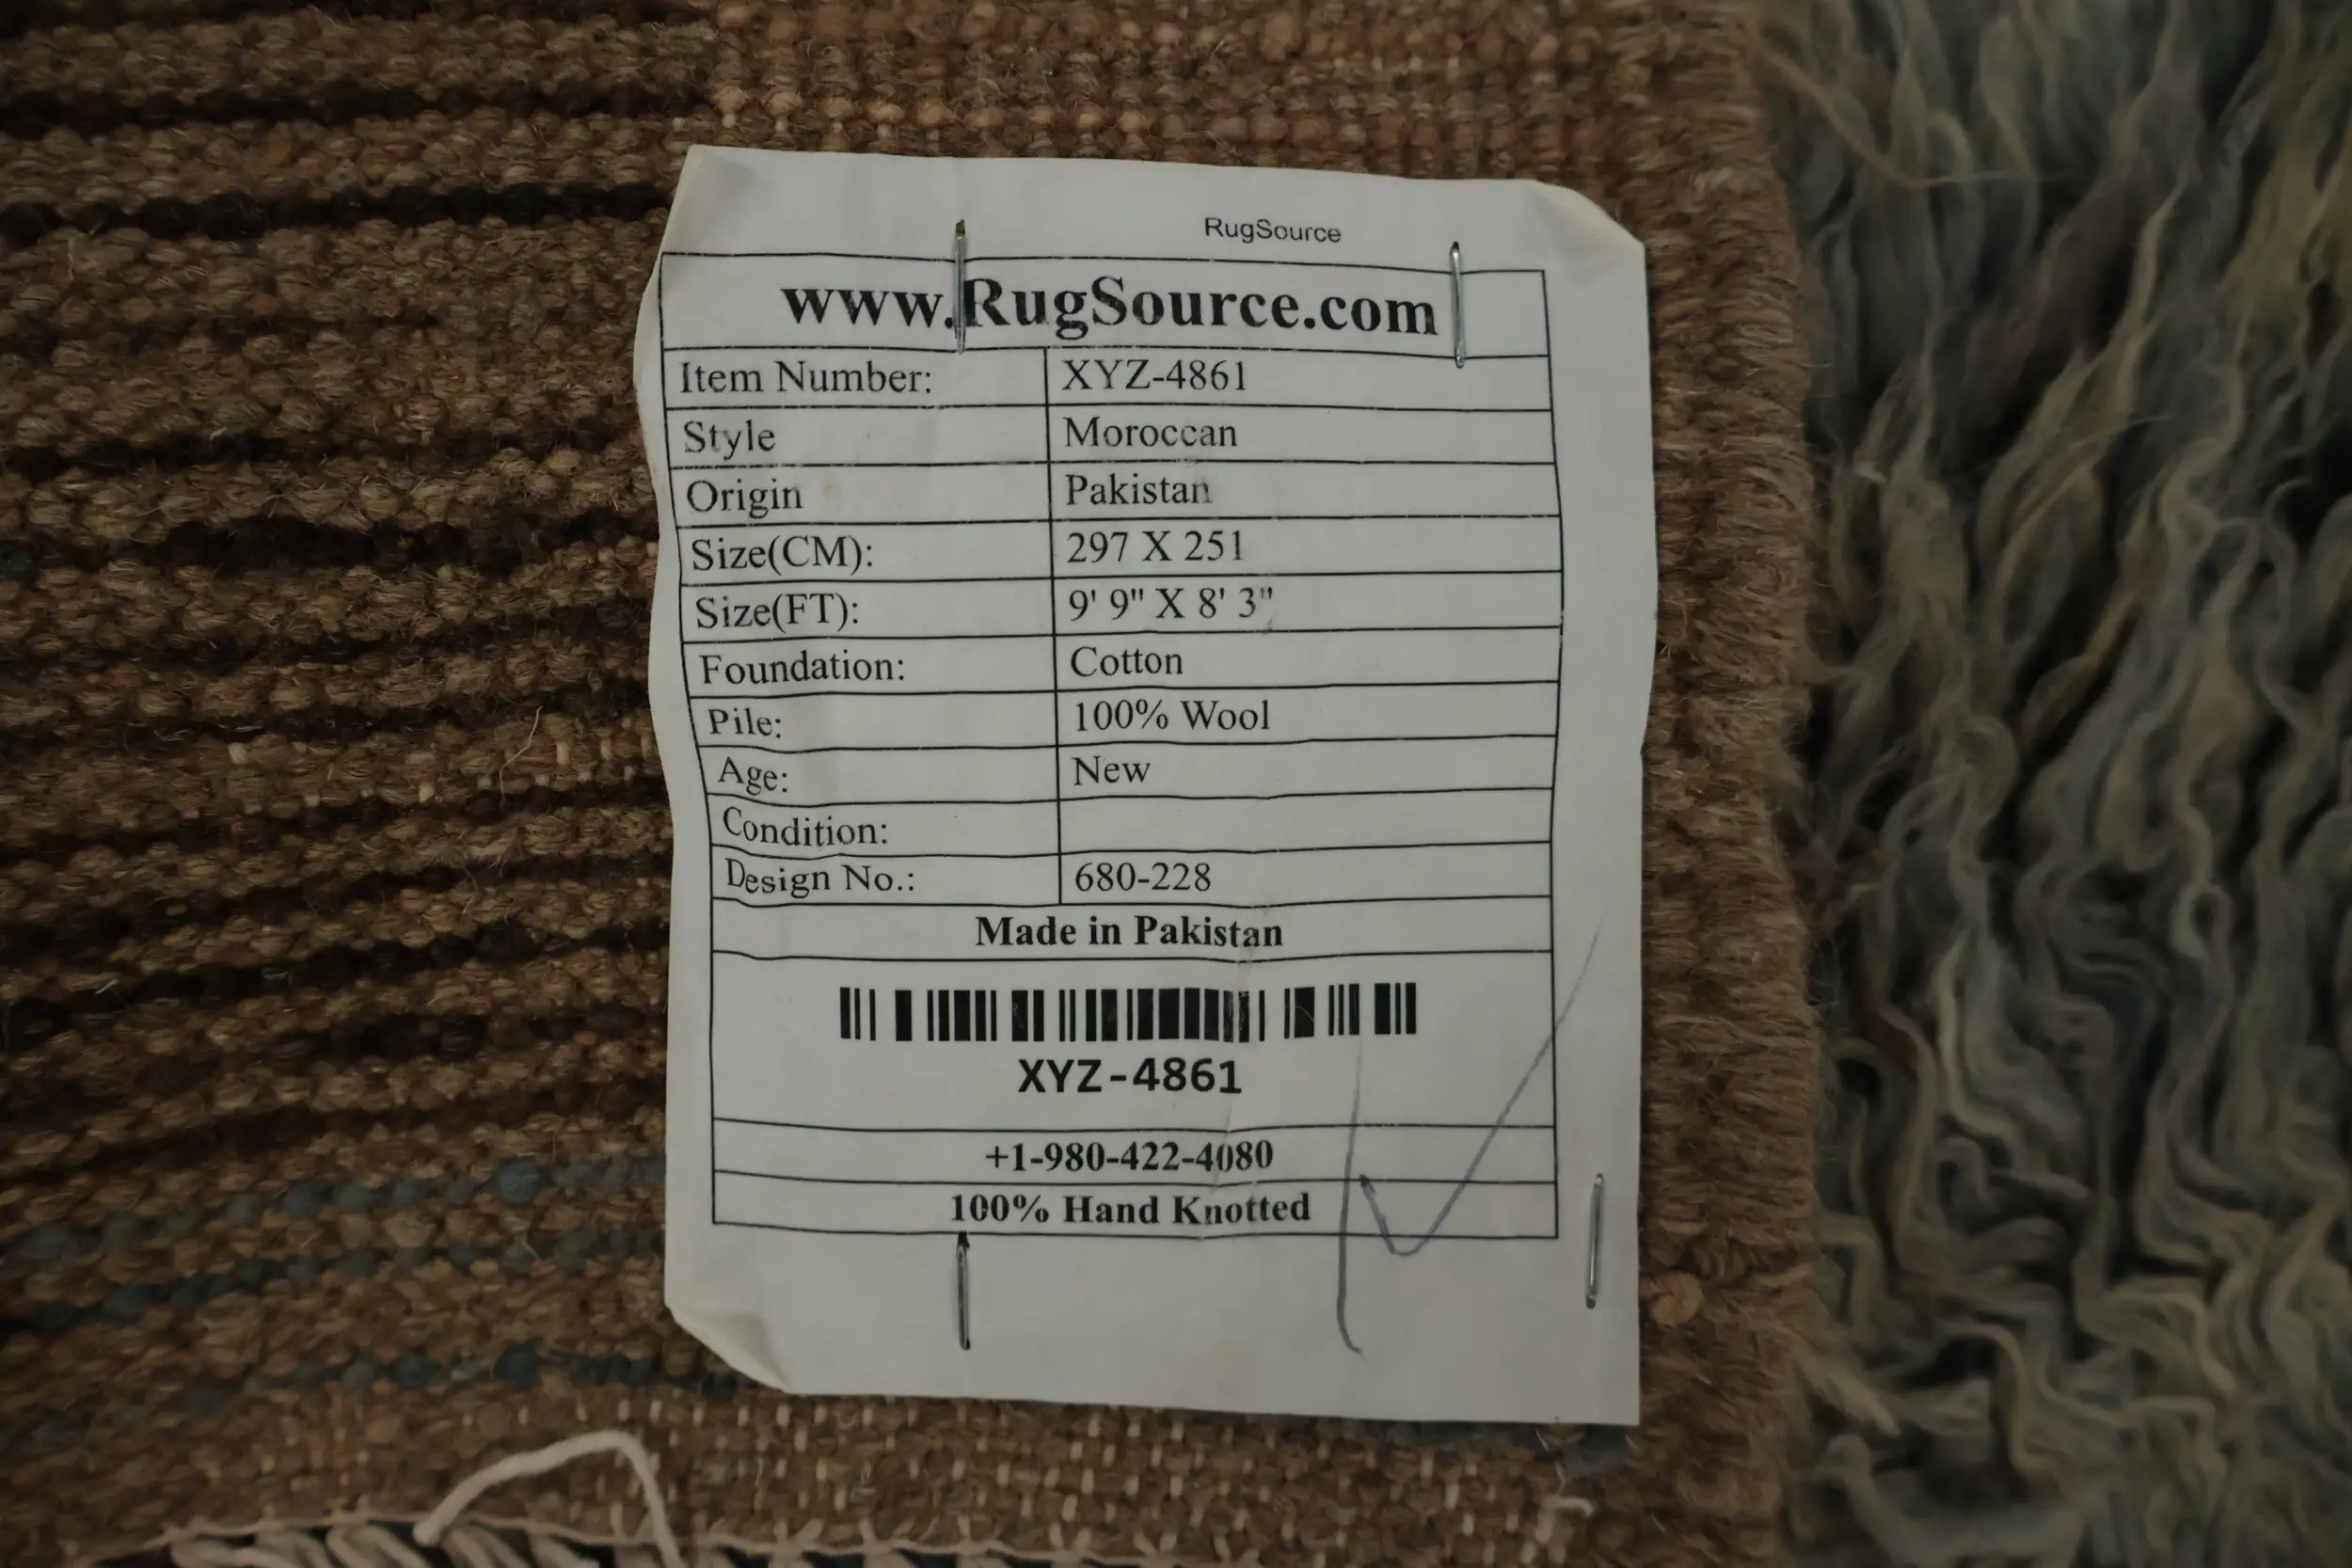 RugSource
www.RugSource.com
Item Number: XYZ-4861
Style Moroccan
Origin Pakistan
Size(CM): 297 X 251
Size(FT): 9' 9" X 8' 3"
Foundation: Cotton
Pile: 100% Wool
Age: New
Condition:
Design No.: 680-228
Made in Pakistan
XYZ-4861
+1-980-422-4080
100% Hand Knotted